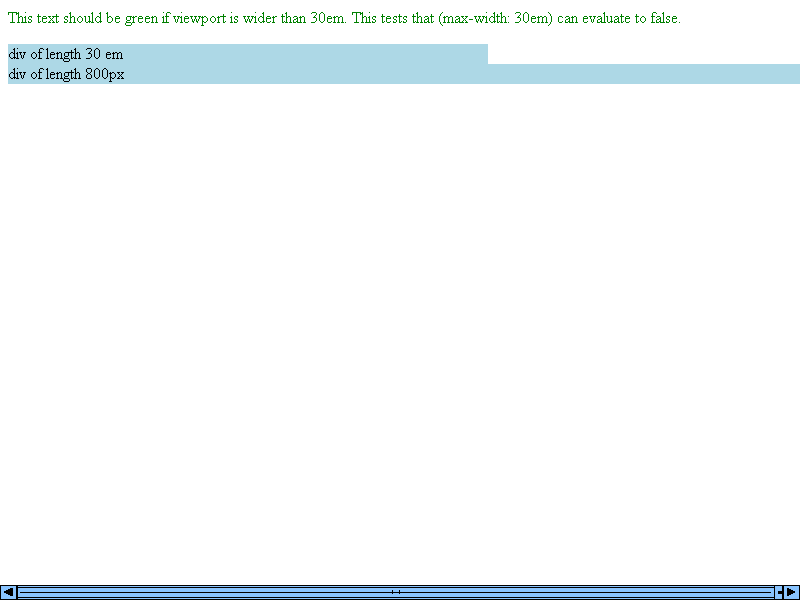 This text should be green if viewport is wider than 30em. This tests that (max-width: 30em) can evaluate to false.
div of length 30 em
div of length 800px